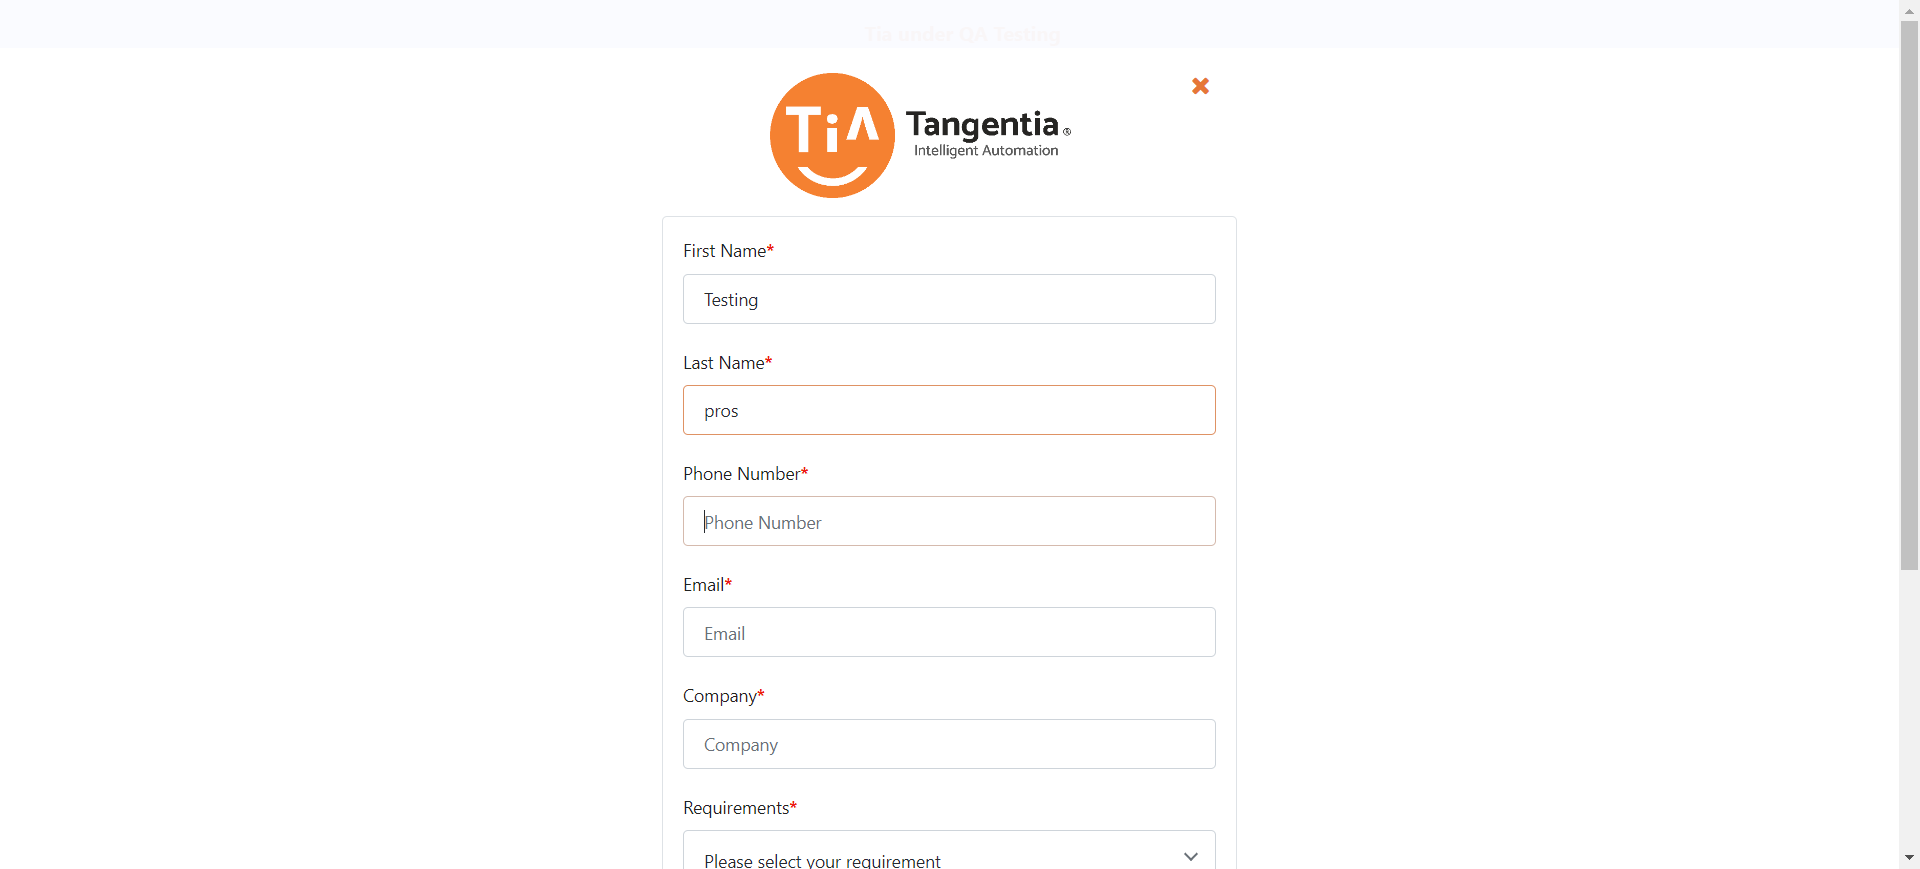 Tia under QA Testing
TiA
Tangentia®
Intelligent Automation
First Name*
Testing
Last Name*
pros
Phone Number*
Phone Number
Email*
Email
Company*
Company
Requirements*
Please select your requirement